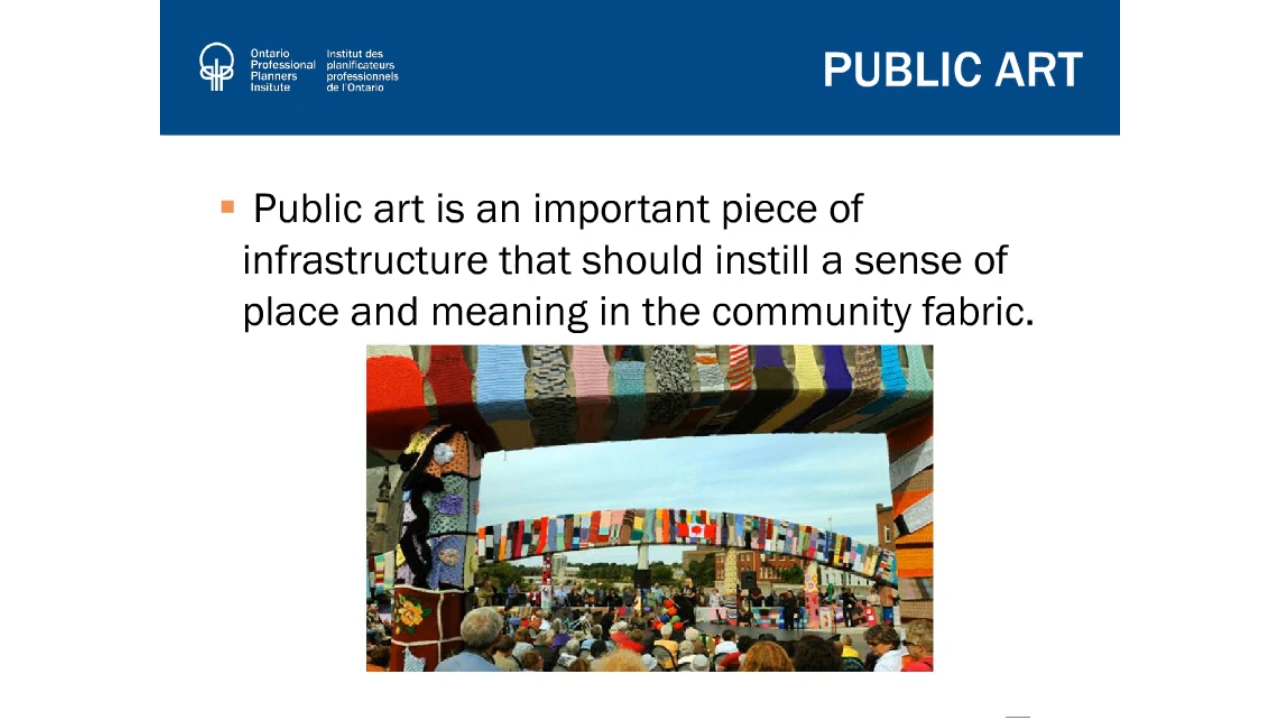 Ontario
Professional
Planners
Insitute
Institut des
planificateurs
professionnels
de l'Ontario
PUBLIC ART
Public art is an important piece of
infrastructure that should instill a sense of
place and meaning in the community fabric.